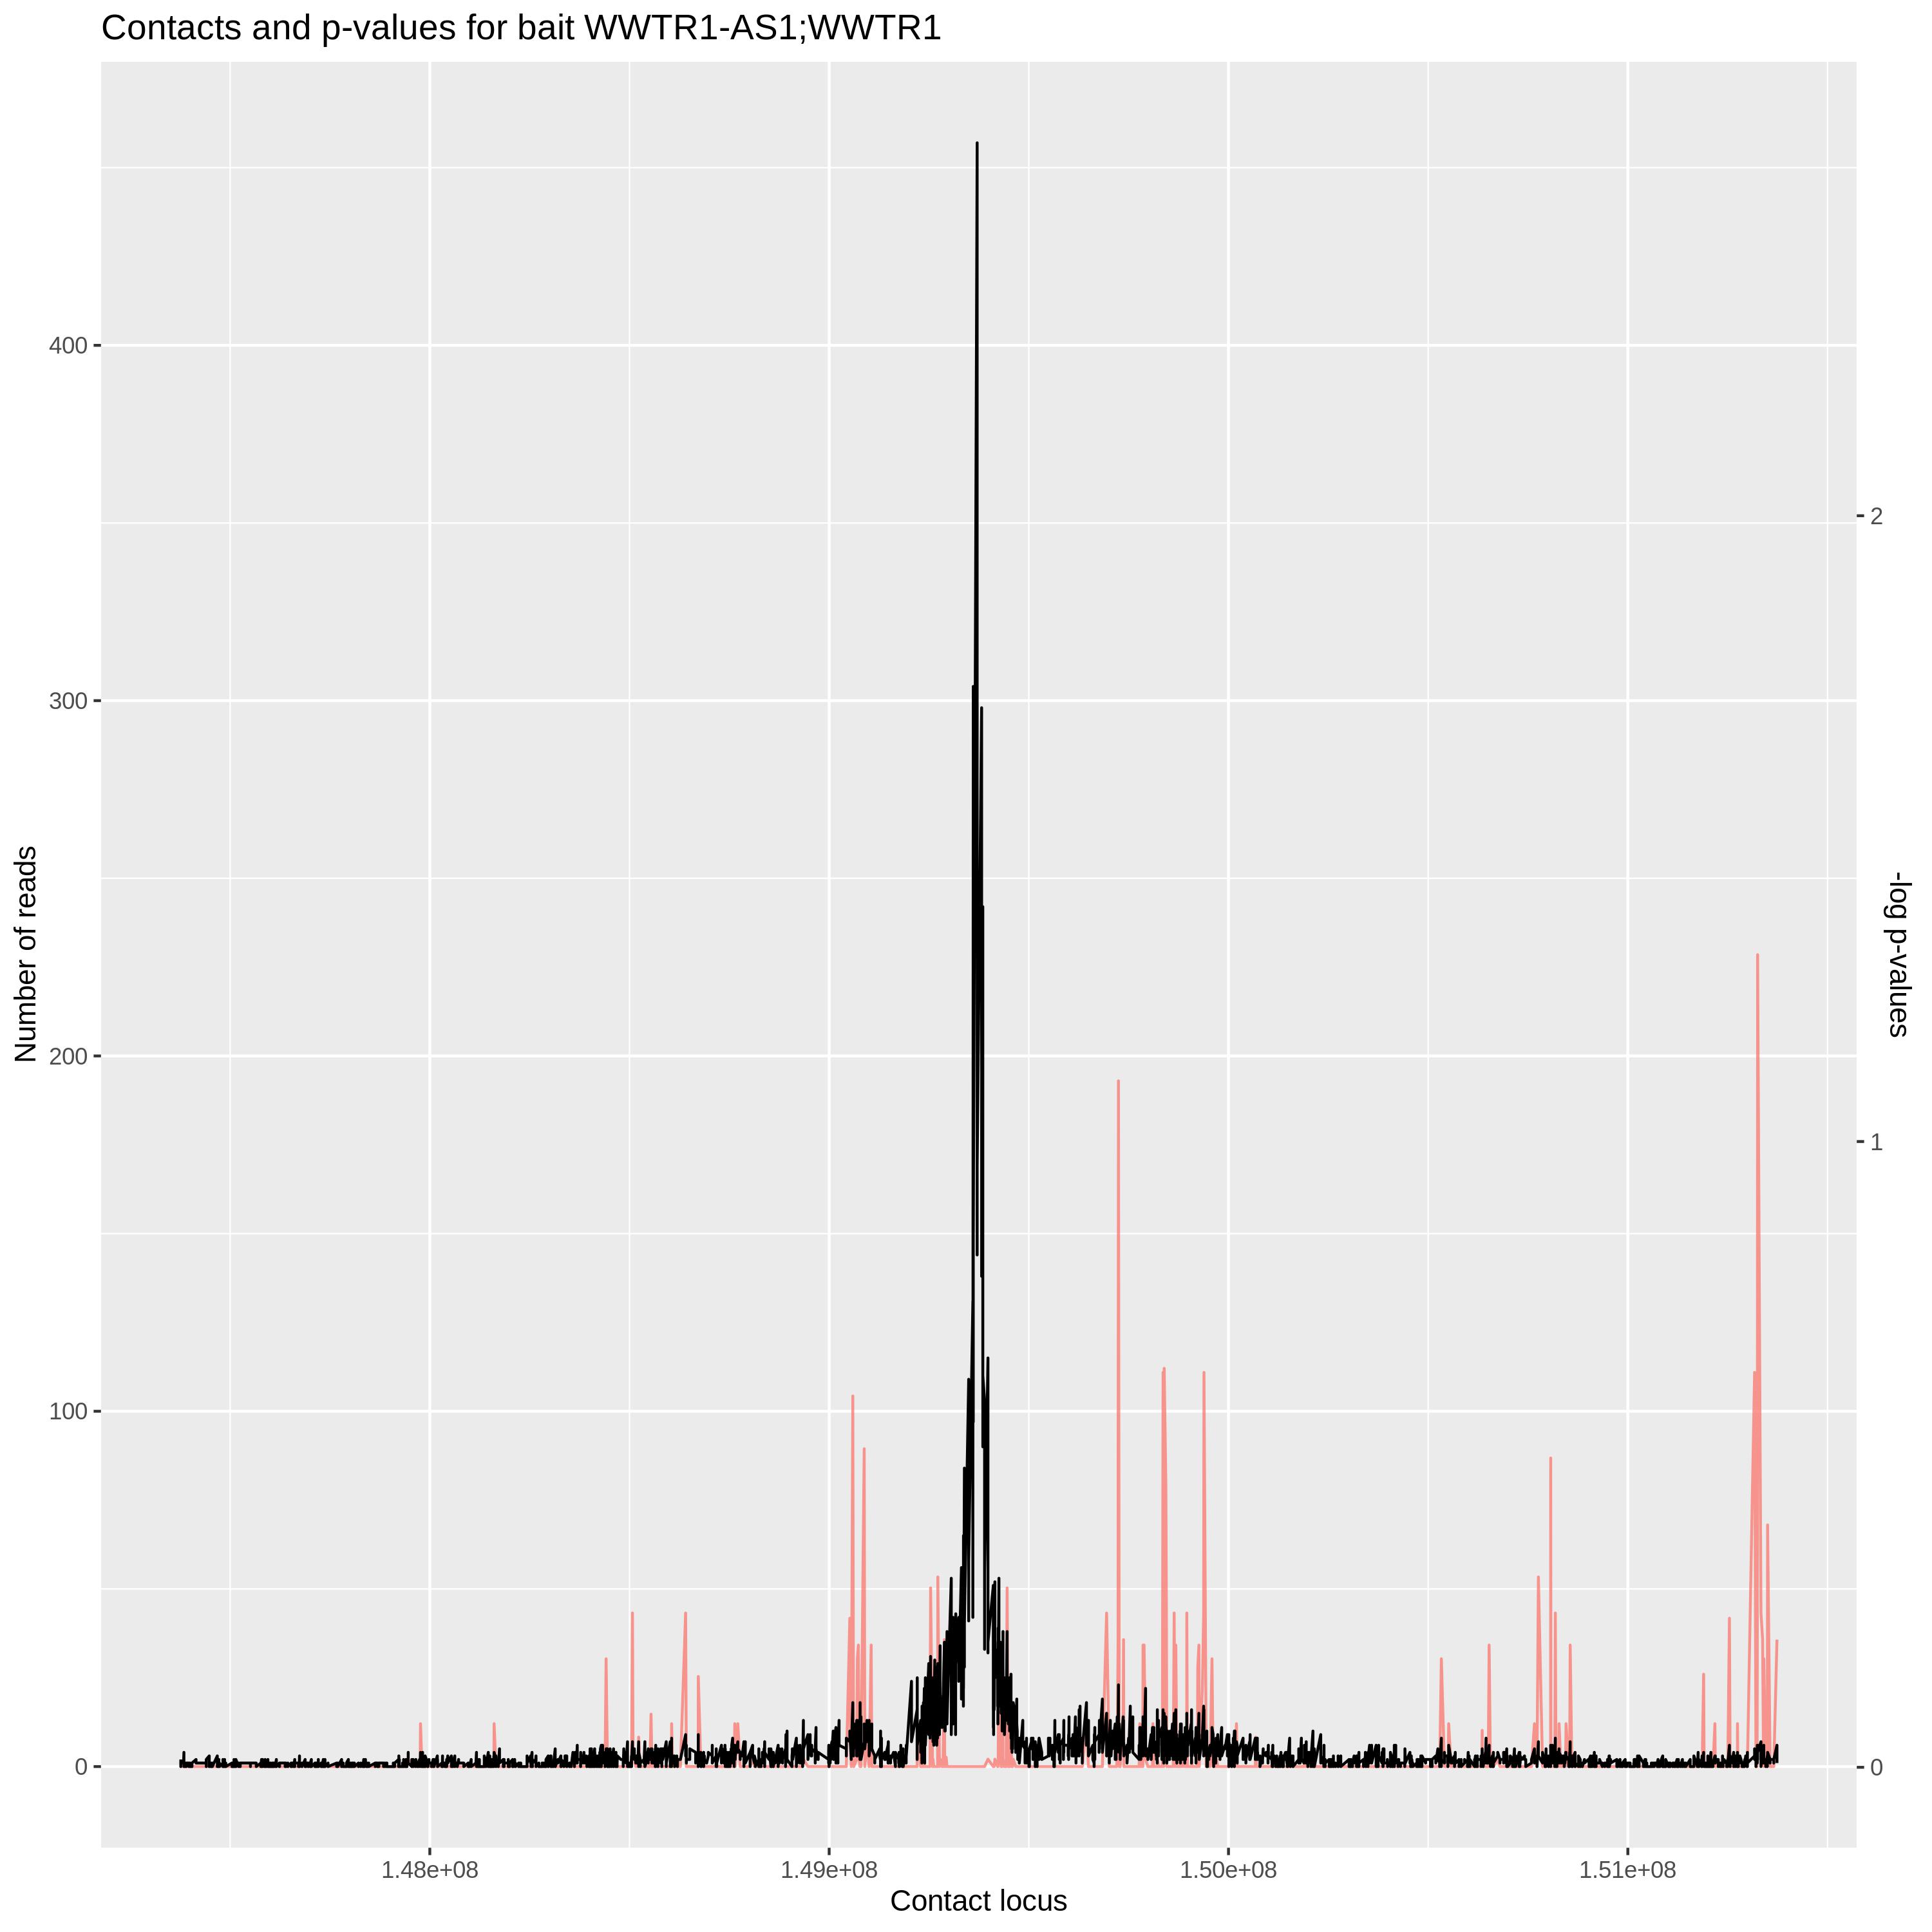 Contacts and p-values for bait WWTR1-AS1;WWTR1
Number of reads
400
300
200
100
0
2
1
0
-log p-values
1.48e+08
1.49e+08
1.50e+08
1.51e+08
Contact locus